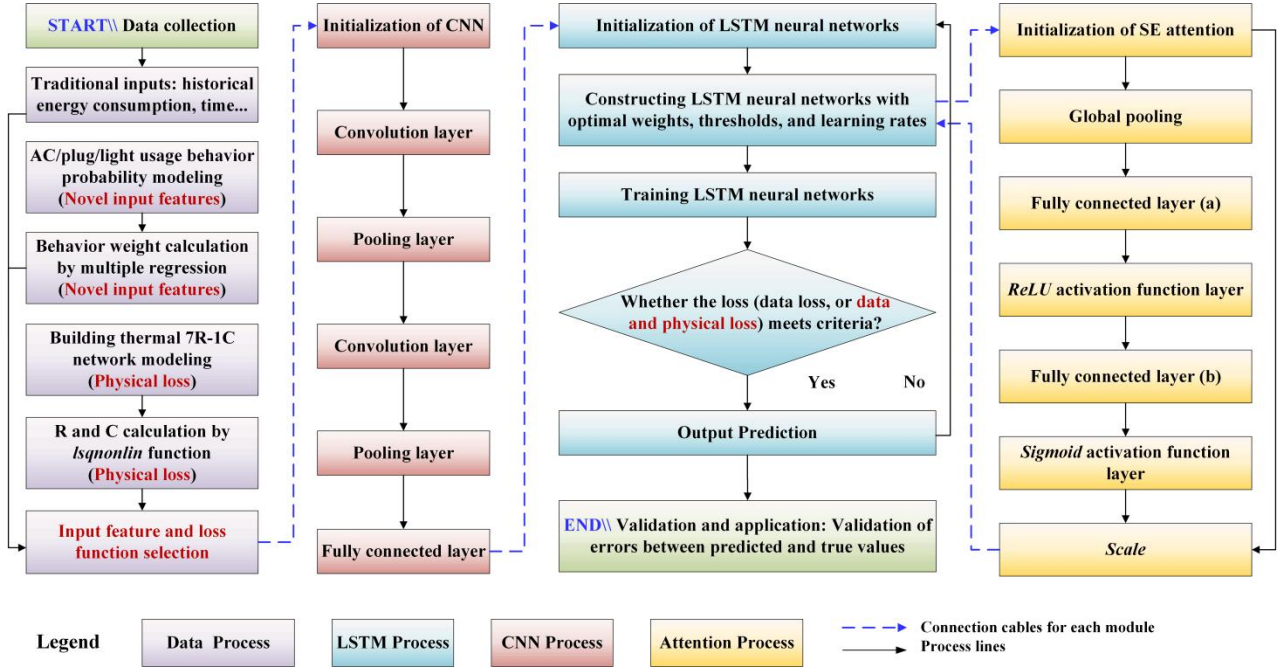 START\\ Data collection
Traditional inputs: historical
energy consumption, time...
AC/plug/light usage behavior
probability modeling
(Novel input features)
Behavior weight calculation
by multiple regression
(Novel input features)
Building thermal 7R-1C
network modeling
(Physical loss)
R and C calculation by
lsqnonlin function
(Physical loss)
Input feature and loss
function selection
Initialization of CNN
Convolution layer
Pooling layer
Convolution layer
Pooling layer
Fully connected layer
Initialization of LSTM neural networks
Constructing LSTM neural networks with
optimal weights, thresholds, and learning rates
Training LSTM neural networks
Whether the loss (data loss, or data
and physical loss) meets criteria?
Yes
No
Output Prediction
END\\ Validation and application: Validation of
errors between predicted and true values
Initialization of SE attention
Global pooling
Fully connected layer (a)
ReLU activation function layer
Fully connected layer (b)
Sigmoid activation function
layer
Scale
Legend
Data Process
LSTM Process
CNN Process
Attention Process
Connection cables for each module
Process lines